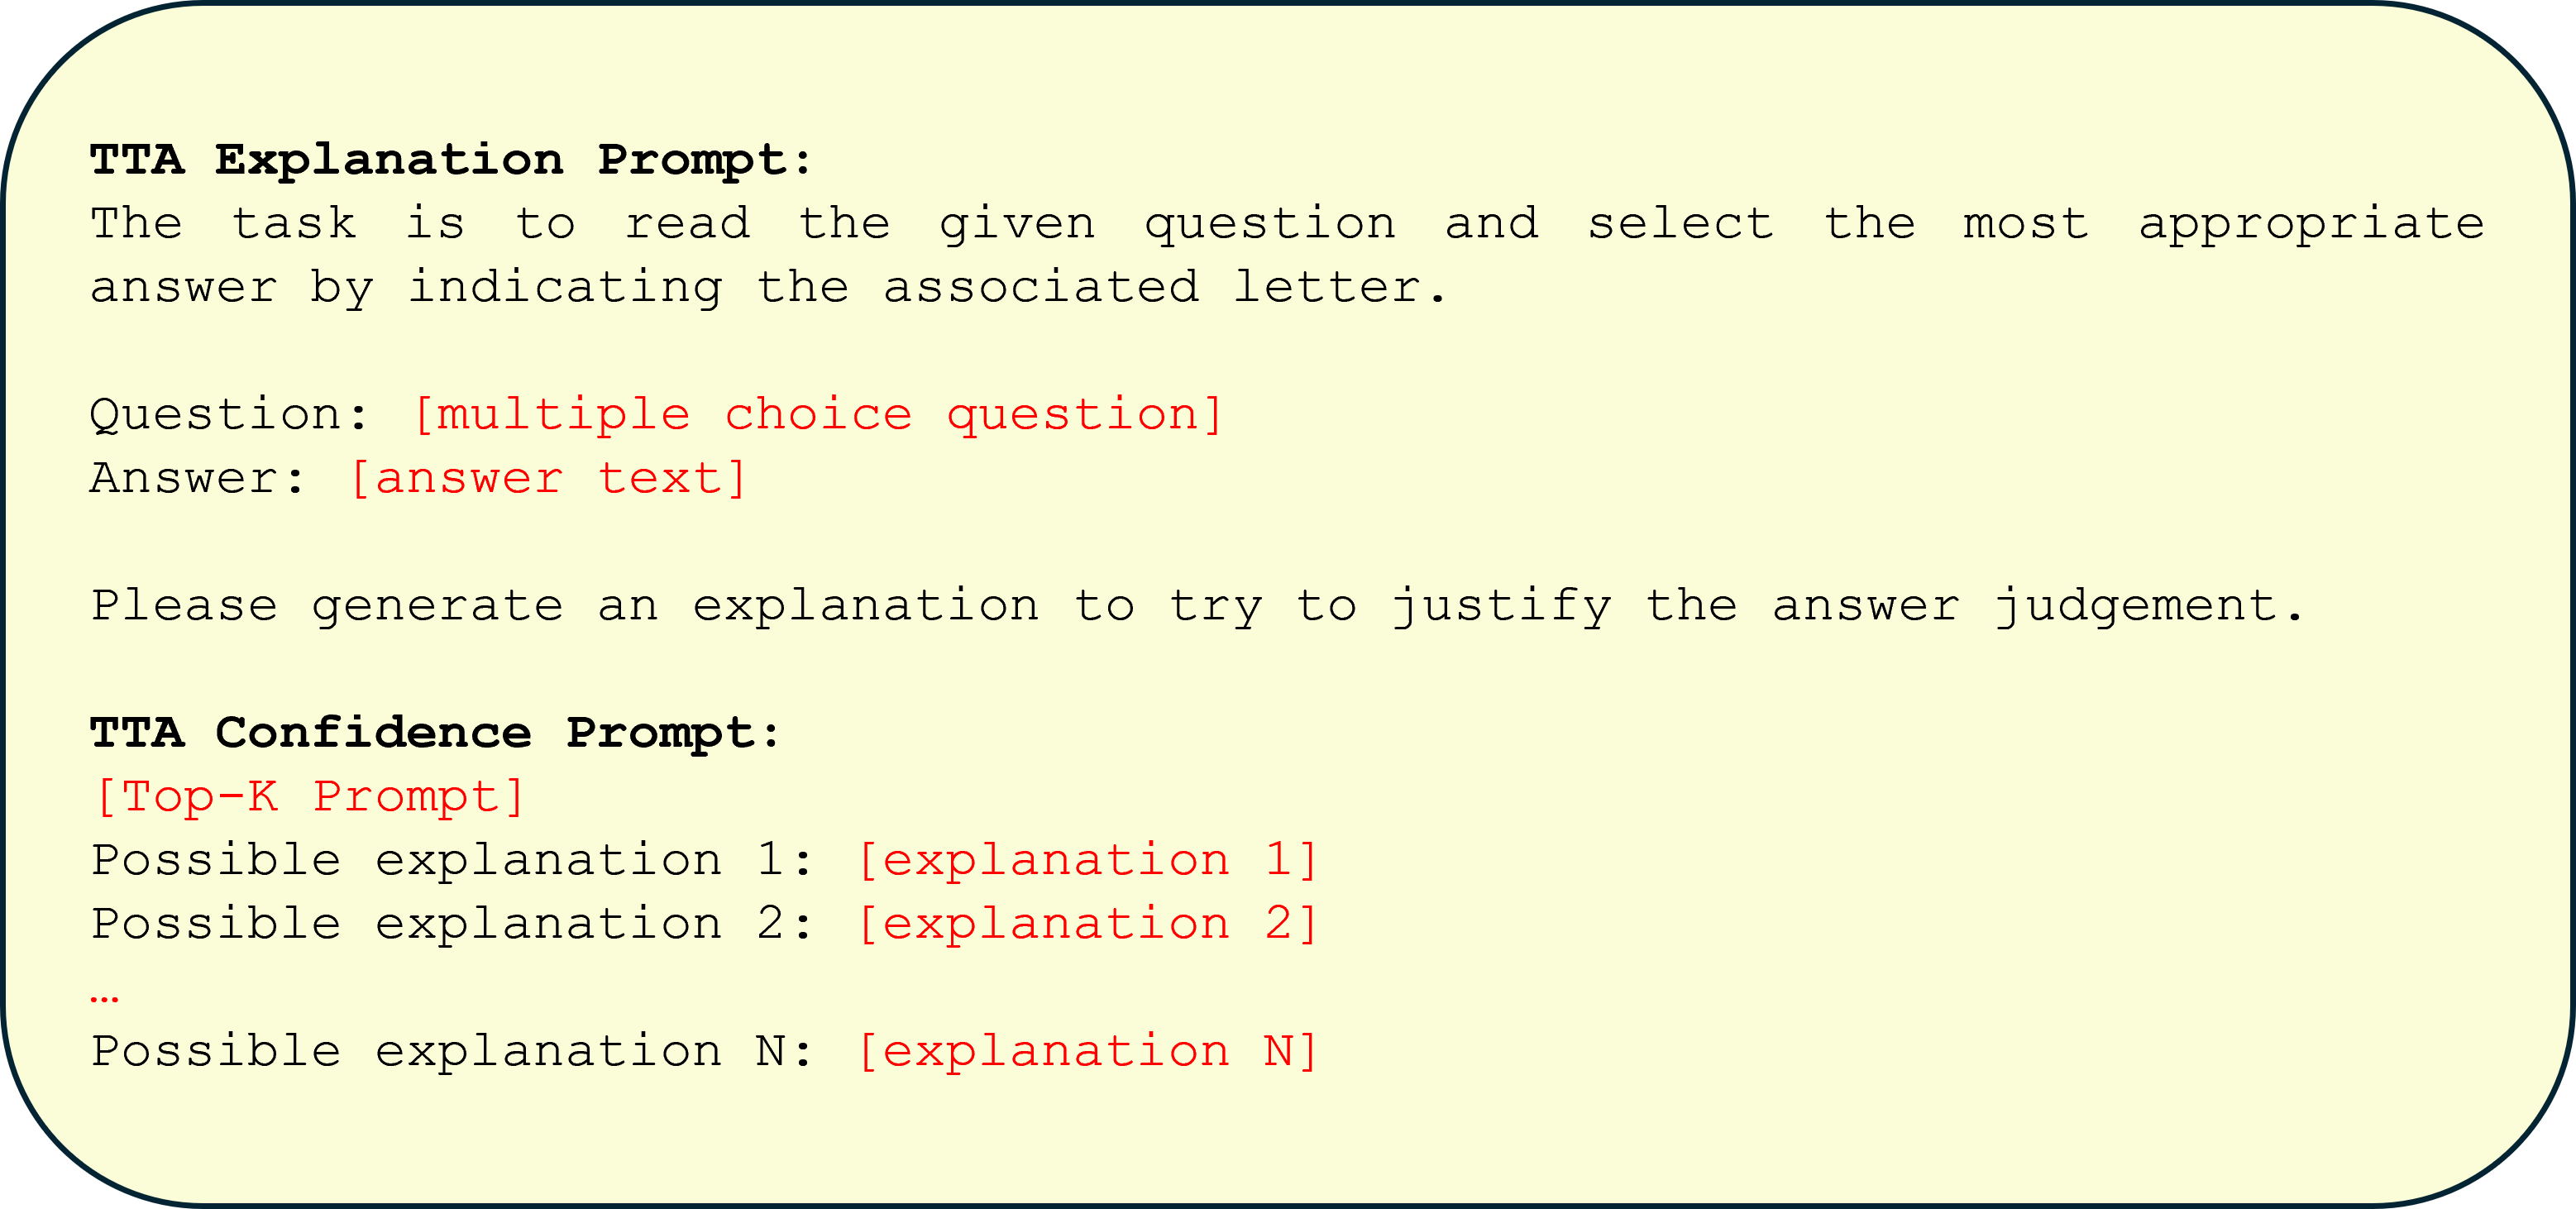 TTA Explanation Prompt:
The task is to read the given question and select the most appropriate
answer by indicating the associated letter.
Question: [multiple choice question]
Answer: [answer text]
Please generate an explanation to try to justify the answer judgement.
TTA Confidence Prompt:
[Top-K Prompt]
Possible explanation 1: [explanation 1]
Possible explanation 2: [explanation 2]
…
Possible explanation N: [explanation N]